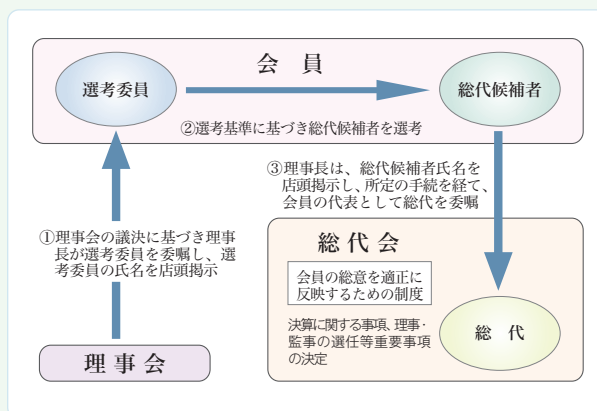 会員
選考委員
総代候補者
②選考基準に基づき総代候補者を選考
③理事長は、総代候補者氏名を
店頭掲示し、所定の手続を経て、
会員の代表として総代を委嘱
①理事会の議決に基づき理事
長が選考委員を委嘱し、選
考委員の氏名を店頭掲示
総代会
会員の総意を適正に
反映するための制度
決算に関する事項、理事・
監事の選任等重要事項
の決定
総代
理事会